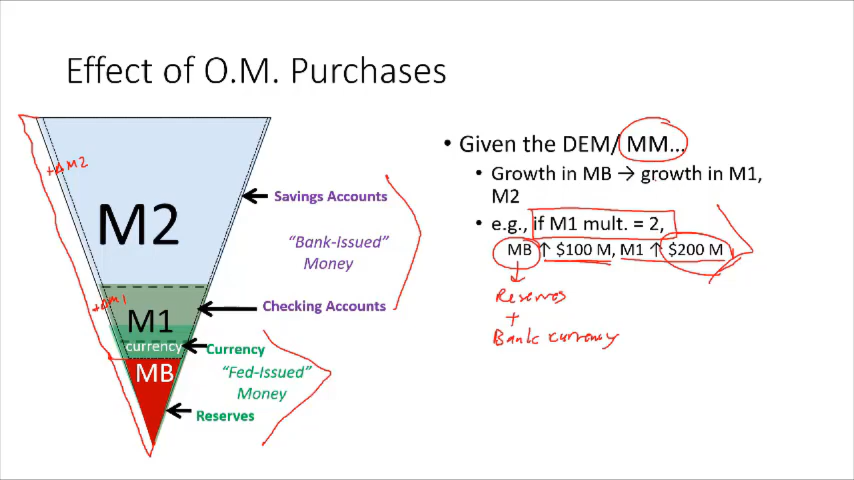 Effect of O.M. Purchases
+Δ M2
M2
Savings Accounts
"Bank-Issued"
Money
+Δ M1
M1
Checking Accounts
currency
Currency
MB
"Fed-Issued"
Money
Reserves
• Given the DEM/ MM…
• Growth in MB → growth in M1,
M2
• e.g., if M1 mult. = 2,
MB ↑ $100 M, M1 ↑ $200 M
Reserves
+
Bank currency